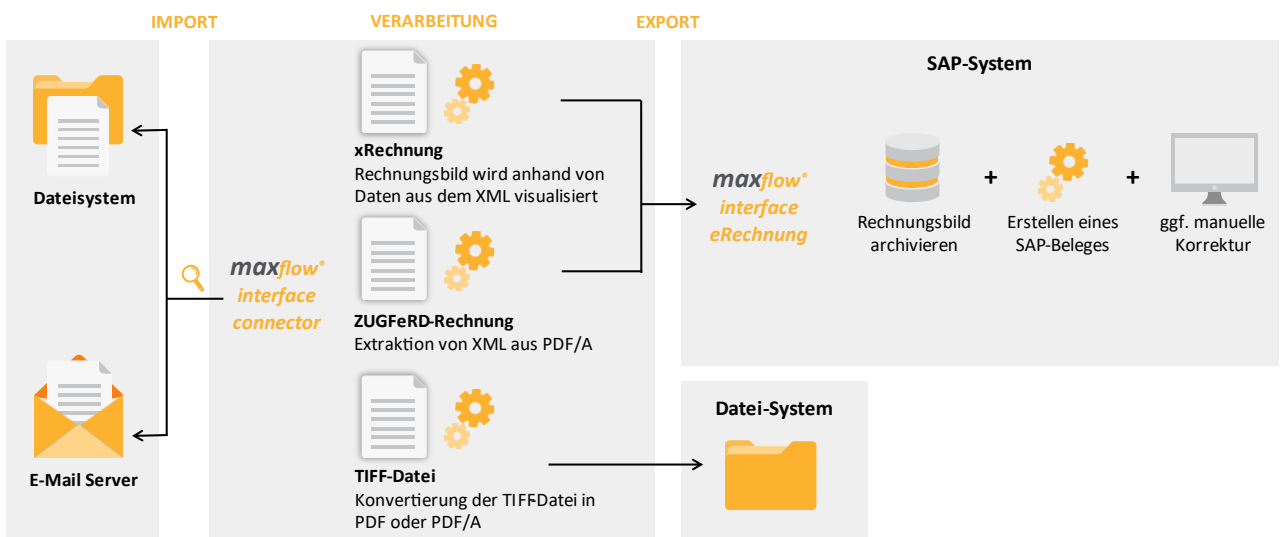 IMPORT
VERARBEITUNG
EXPORT
Dateisystem
E-Mail Server
maxflow®
interface
connector
xRechnung
Rechnungsbild wird anhand von
Daten aus dem XML visualisiert
ZUGFeRD-Rechnung
Extraktion von XML aus PDF/A
TIFF-Datei
Konvertierung der TIFF-Datei in
PDF oder PDF/A
SAP-System
maxflow®
interface
eRechnung
Rechnungsbild
archivieren
+
Erstellen eines
SAP-Beleges
+
ggf. manuelle
Korrektur
Datei-System